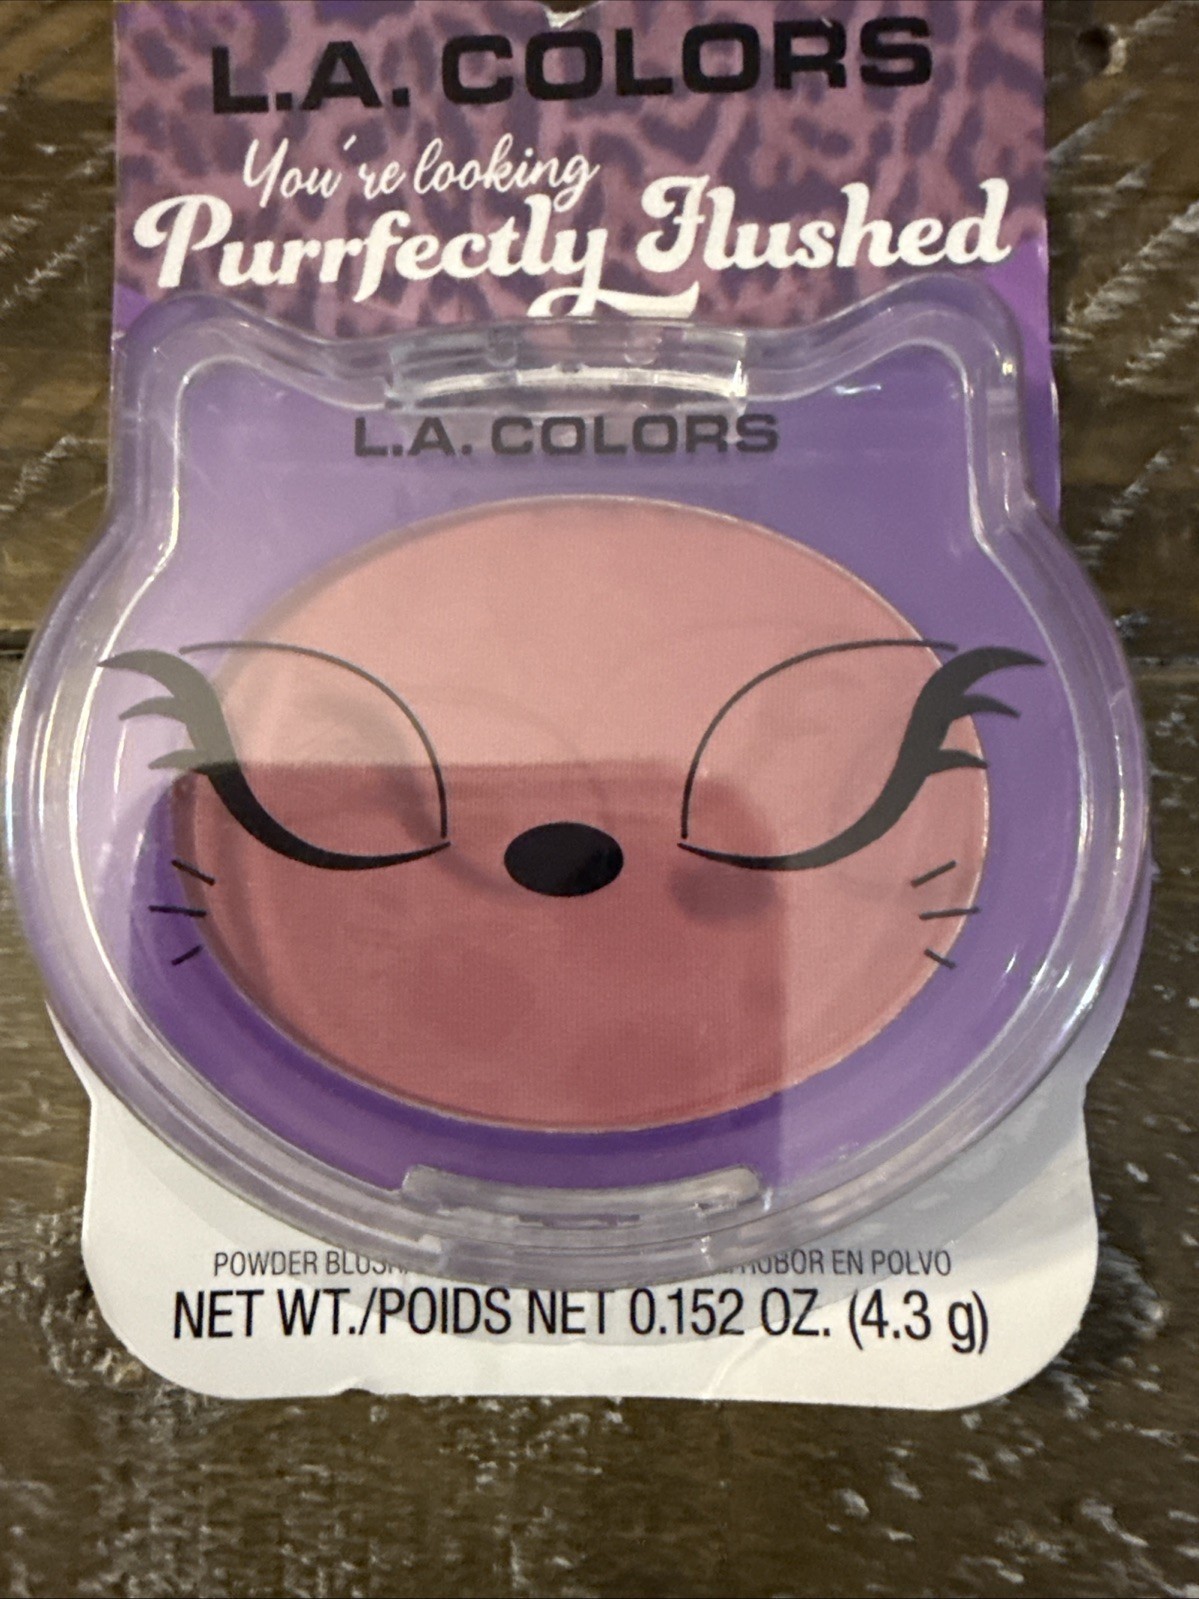 L.A. COLORS
You're looking
Purrfectly Flushed
L.A. COLORS
POWDER BLUSH EN POLVO
NET WT./POIDS NET 0.152 OZ. (4.3 g)